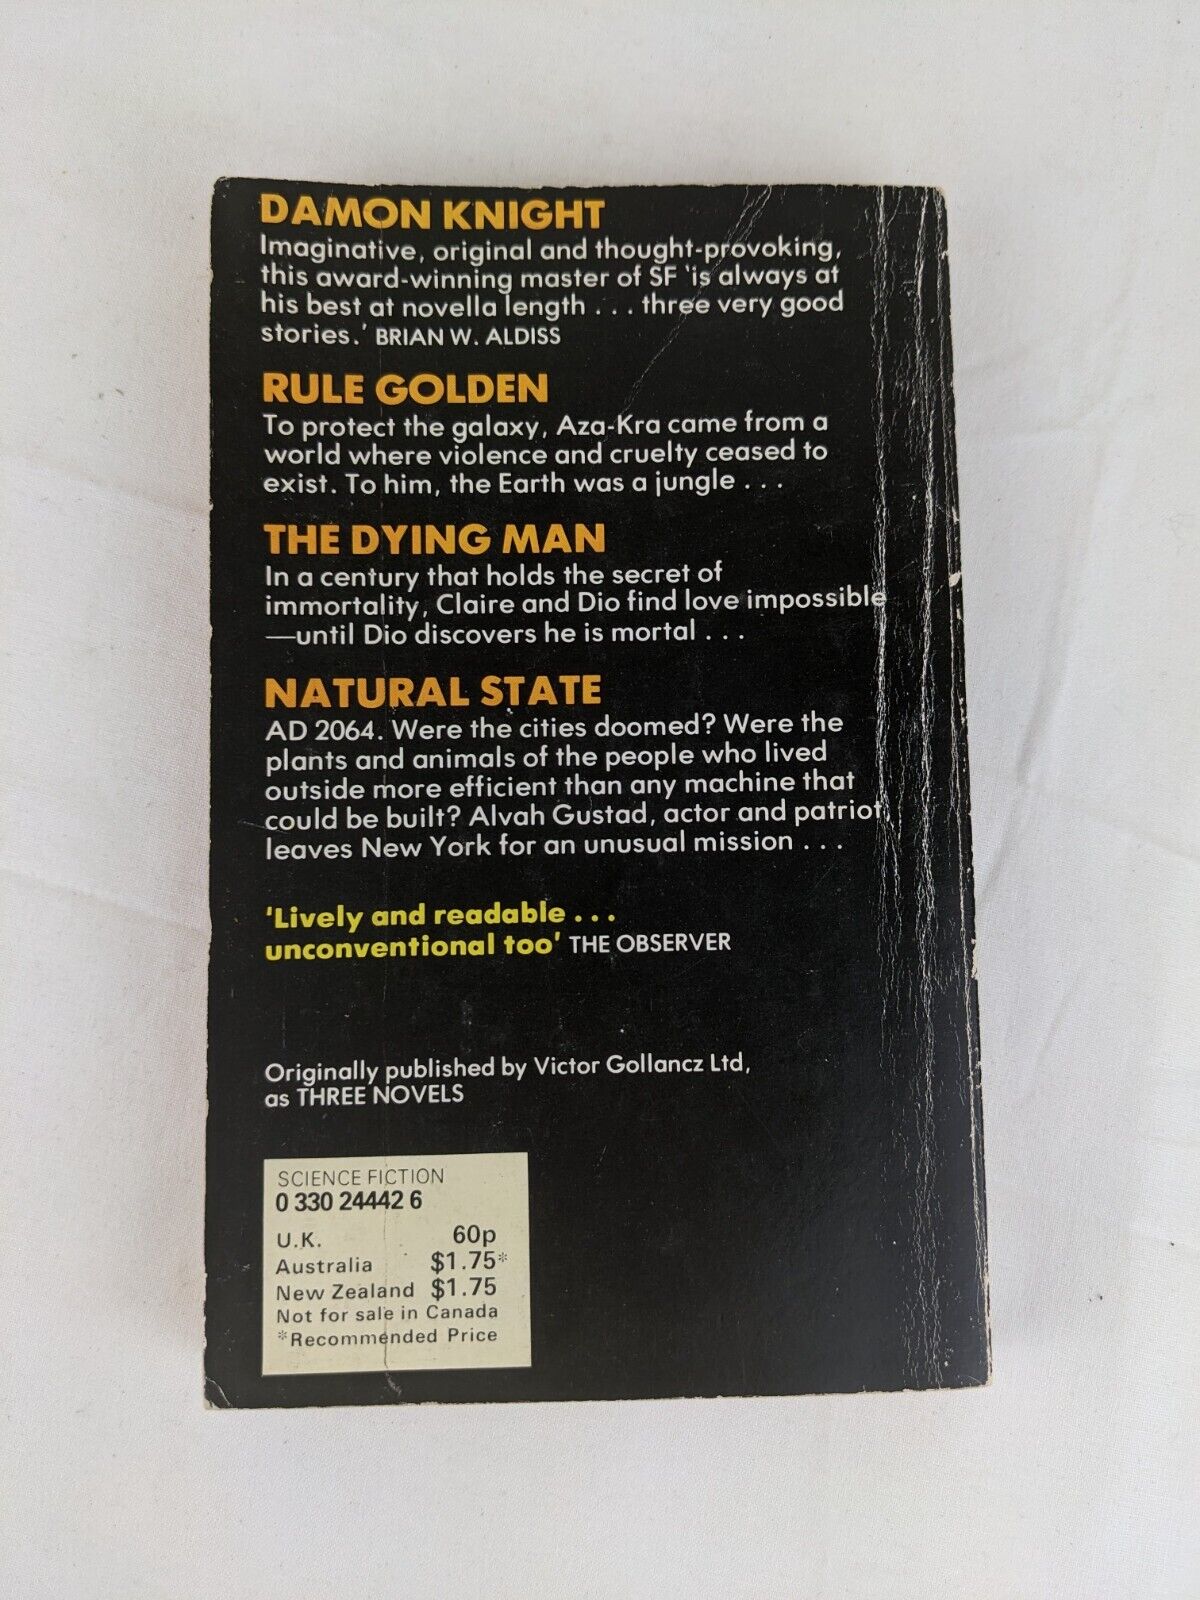 DAMON KNIGHT
Imaginative, original and thought-provoking,
this award-winning master of SF 'is always at
his best at novella length . . . three very good
stories.' BRIAN W. ALDISS
RULE GOLDEN
To protect the galaxy, Aza-Kra came from a
world where violence and cruelty ceased to
exist. To him, the Earth was a jungle . . .
THE DYING MAN
In a century that holds the secret of
immortality, Claire and Dio find love impossible
—until Dio discovers he is mortal . . .
NATURAL STATE
AD 2064. Were the cities doomed? Were the
plants and animals of the people who lived
outside more efficient than any machine that
could be built? Alvah Gustad, actor and patriot,
leaves New York for an unusual mission . . .
'Lively and readable . . .
unconventional too' THE OBSERVER
Originally published by Victor Gollancz Ltd,
as THREE NOVELS
SCIENCE FICTION
0 330 24442 6
U.K. 60p
Australia $1.75*
New Zealand $1.75
Not for sale in Canada
*Recommended Price